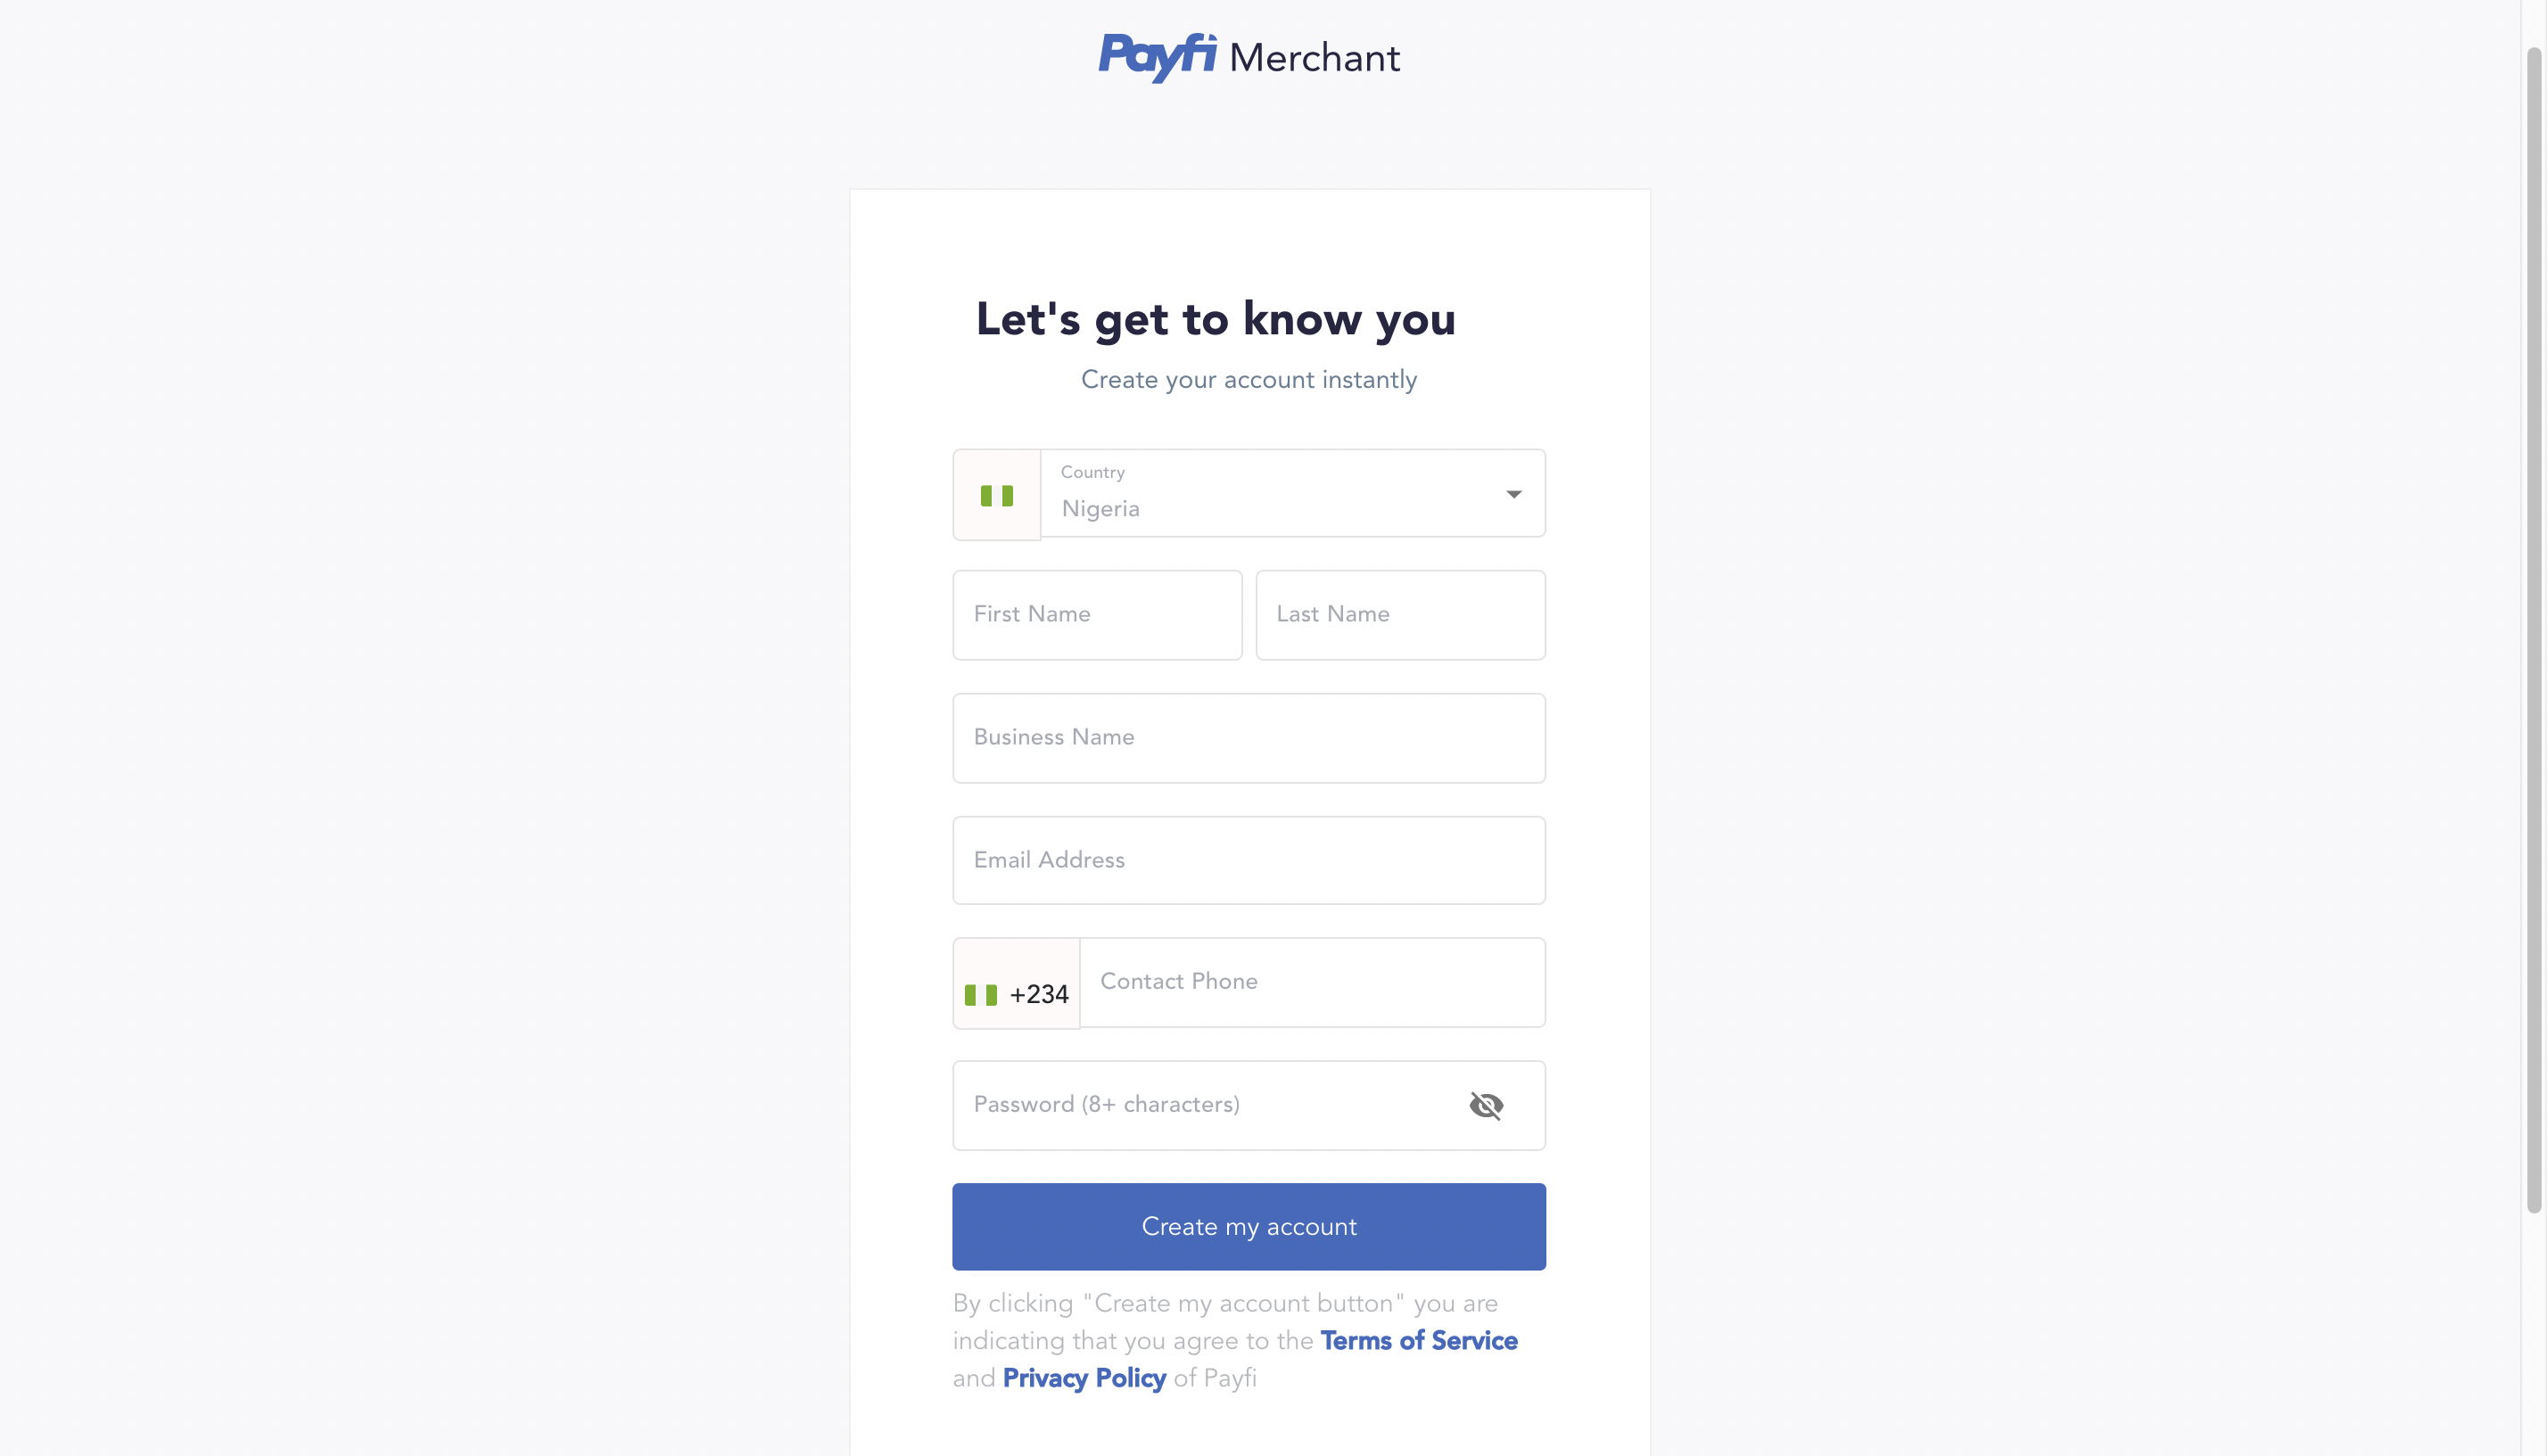 Payfi Merchant
Let's get to know you
Create your account instantly
Country
Nigeria
First Name
Last Name
Business Name
Email Address
+234
Contact Phone
Password (8+ characters)
Create my account
By clicking "Create my account button" you are
indicating that you agree to the Terms of Service
and Privacy Policy of Payfi